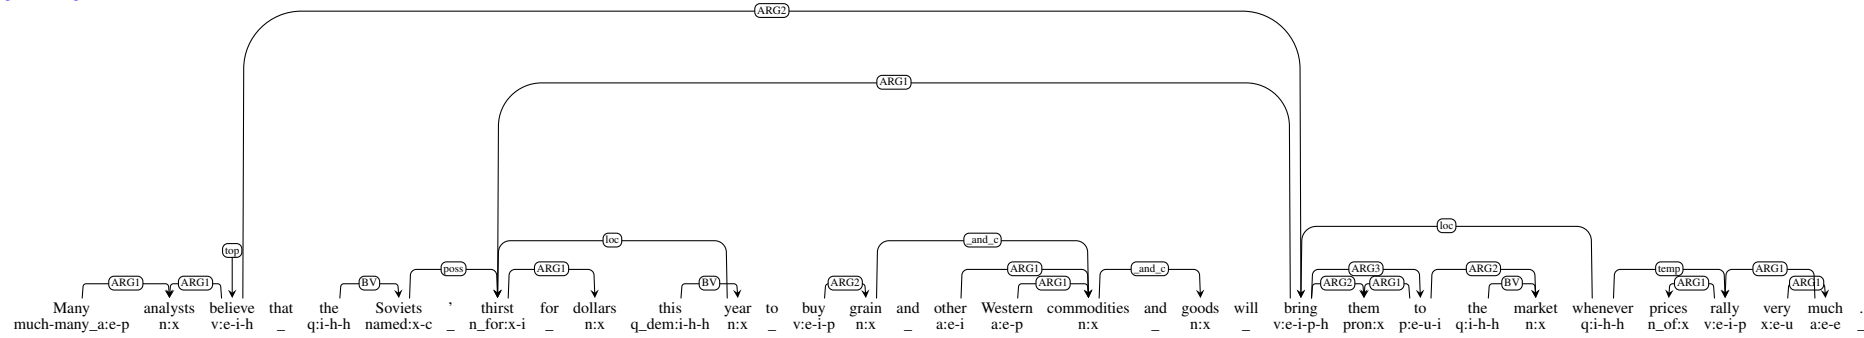 ARG2
ARG1
loc _and_c loc
top
poss ARG1 ARG1 _and_c ARG3 ARG2 temp ARG1
ARG1 ARG1 BV BV ARG2 ARG1 ARG2 ARG1 BV ARG1 ARG1
Many analysts believe that the Soviets ' thirst for dollars this year to buy grain and other Western commodities and goods will bring them to the market whenever prices rally very much .
much-many_a:e-p n:x v:e-i-h _ q:i-h-h named:x-c _ n_for:x-i _ n:x q_dem:i-h-h n:x _ v:e-i-p n:x _ a:e-i a:e-p n:x _ n:x _ v:e-i-p-h pron:x p:e-u-i q:i-h-h n:x q:i-h-h n_of:x v:e-i-p x:e-u a:e-e _